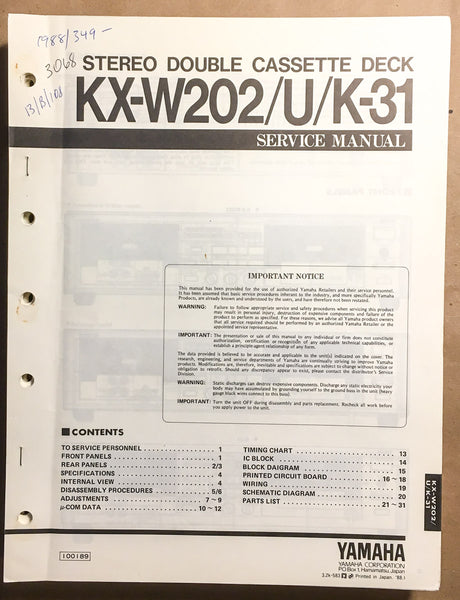 1988/349-
3068
B/B/108
STEREO DOUBLE CASSETTE DECK
KX-W202/U/K-31
SERVICE MANUAL
IMPORTANT NOTICE
This manual has been provided for the use of authorized Yamaha Retailers and their service personnel.
It has been assumed that basic service procedures inherent to the industry, and more specifically Yamaha
Products, are already known and understood by the users, and have therefore not been restated.
WARNING: Failure to follow appropriate service and safety procedures when servicing this product
may result in personal injury, destruction of expensive components and failure of the
product to perform as specified. For these reasons, we advise all Yamaha product owners
that all service required should be performed by an authorized Yamaha Retailer or the
appointed service representative.
IMPORTANT: The presentation or sale of this manual to any individual or firm does not constitute
authorization, certification or recognition of any applicable technical capabilities, or
establish a principle-agent relationship of any form.
The data provided is believed to be accurate and applicable to the unit(s) indicated on the cover. The
research, engineering, and service departments of Yamaha are continually striving to improve Yamaha
products. Modifications are, therefore, inevitable and specifications are subject to change without notice or
obligation to retrofit. Should any discrepancy appear to exist, please contact the distributor's Service
Division.
WARNING: Static discharges can destroy expensive components. Discharge any static electricity your
body may have accumulated by grounding yourself to the ground buss in the unit (heavy
gauge black wires connect to this buss).
IMPORTANT: Turn the unit OFF during disassembly and parts replacement. Recheck all work before
you apply power to the unit.
■ CONTENTS
TO SERVICE PERSONNEL 1
FRONT PANELS 1
REAR PANELS 2/3
SPECIFICATIONS 4
INTERNAL VIEW 4
DISASSEMBLY PROCEDURES 5/6
ADJUSTMENTS 7~9
μ-COM DATA 10~12
TIMING CHART 13
IC BLOCK 14
BLOCK DAIGRAM 15
PRINTED CIRCUIT BOARD 16~18
WIRING 19
SCHEMATIC DIAGRAM 20
PARTS LIST 21~31
KX-W202/
U/K-31
100189
YAMAHA
YAMAHA CORPORATION
P.O.Box 1, Hamamatsu, Japan
Printed in Japan '88.